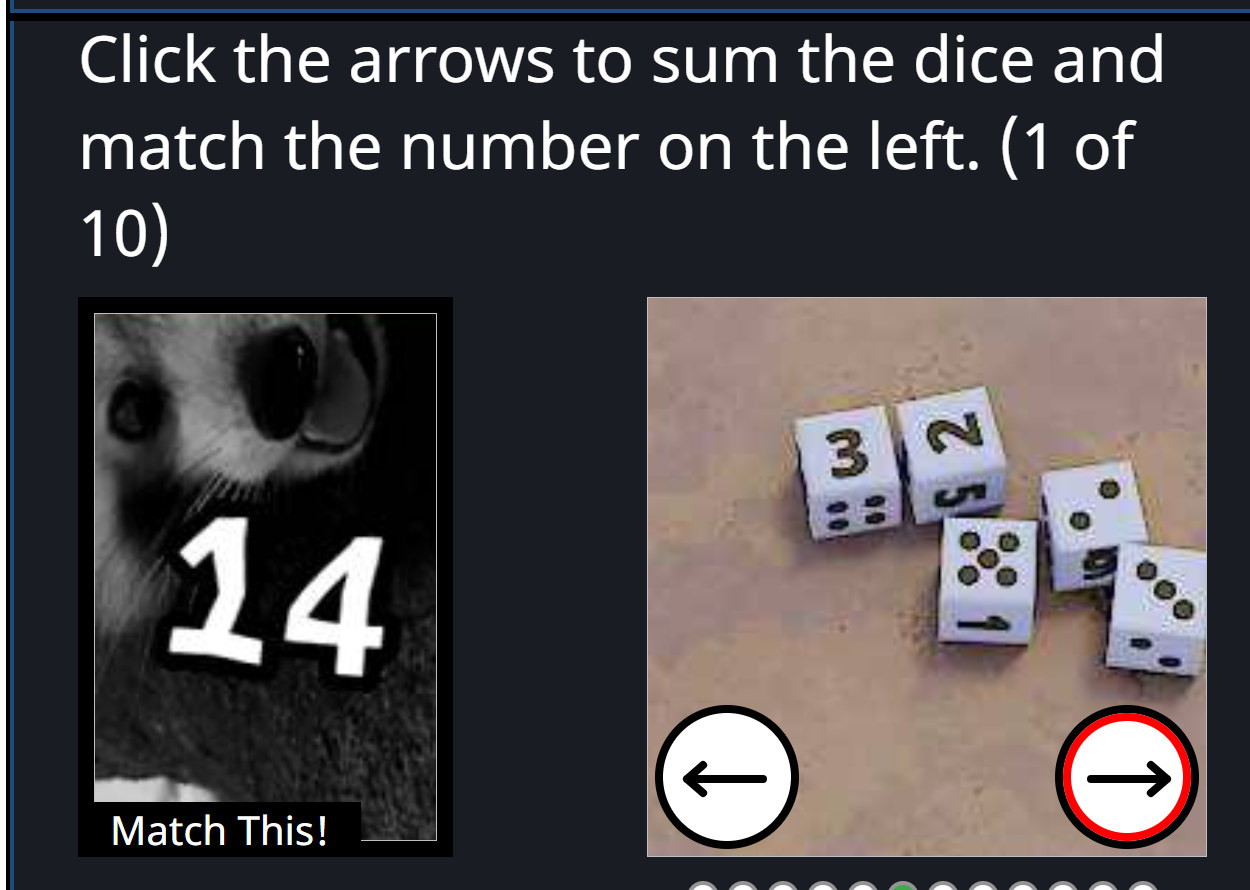 Click the arrows to sum the dice and
match the number on the left. (1 of
10)
14
Match This!
3
2
5
1